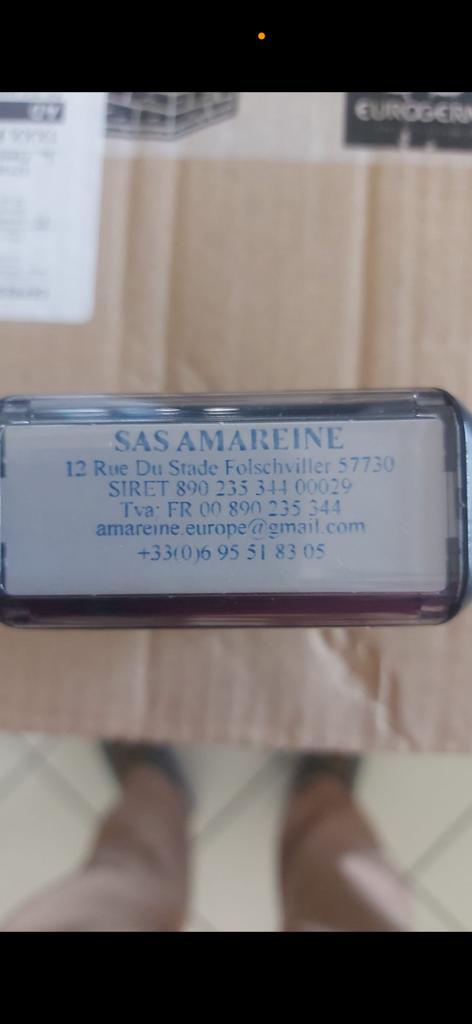 EUROGERM
SAS AMAREINE
12 Rue Du Stade Folschviller 57730
SIRET 890 235 344 00029
Tva: FR 00 890 235 344
amareine.europe@gmail.com
+33(0)6 95 51 83 05